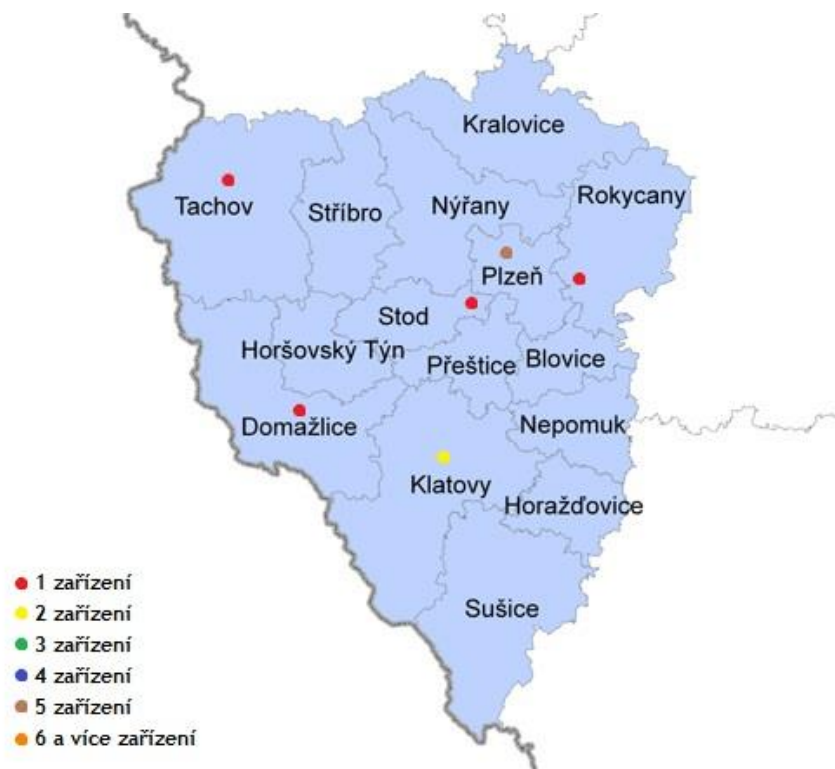 Kralovice
Rokycany
Tachov
Stříbro
Nýřany
Plzeň
Stod
Horšovský Týn
Přeštice
Blovice
Domažlice
Nepomuk
Klatovy
Horažďovice
Sušice
1 zařízení
2 zařízení
3 zařízení
4 zařízení
5 zařízení
6 a více zařízení